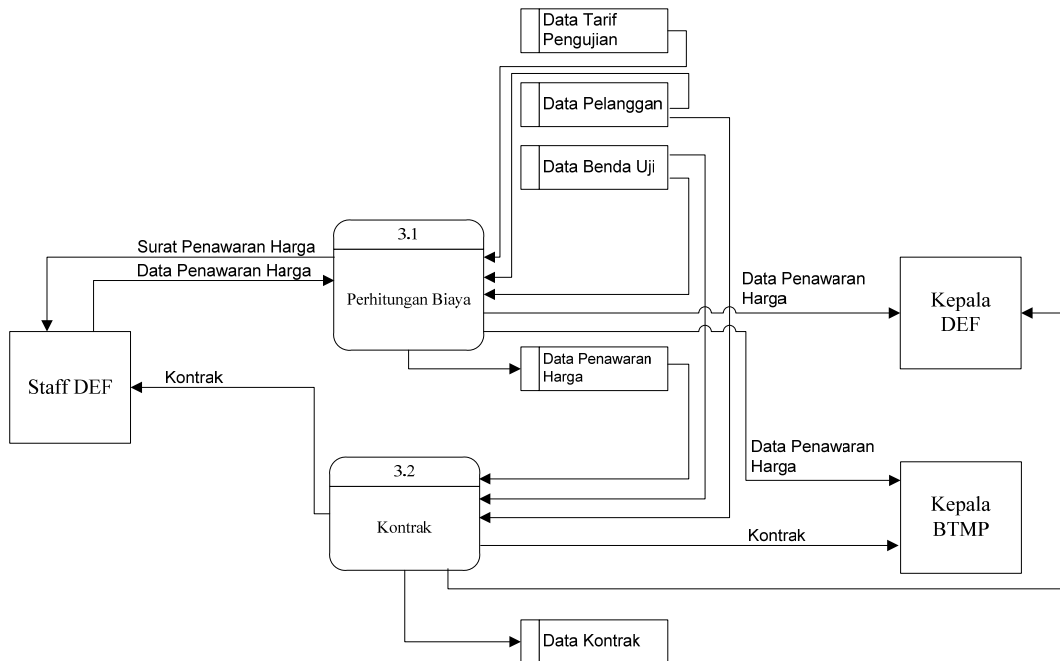 Data Tarif
Pengujian
Data Pelanggan
Data Benda Uji
3.1
Perhitungan Biaya
Surat Penawaran Harga
Data Penawaran Harga
Data Penawaran
Harga
Kepala
DEF
Staff DEF
Kontrak
Data Penawaran
Harga
Data Penawaran
Harga
3.2
Kontrak
Kepala
BTMP
Kontrak
Data Kontrak